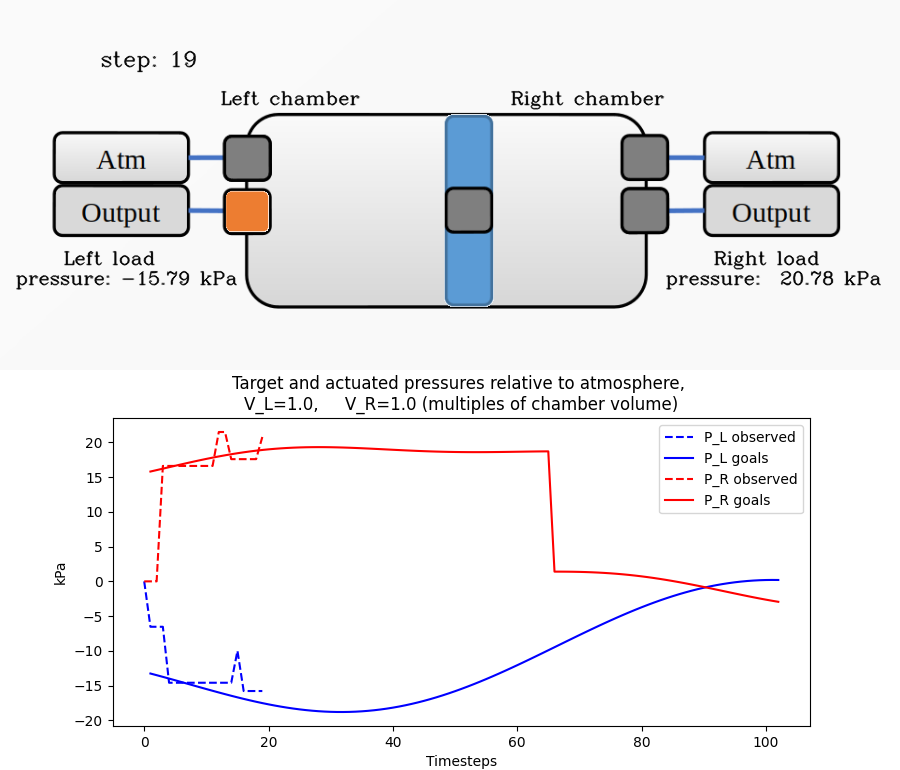 step: 19
Left chamber
Right chamber
Atm
Atm
Output
Output
Left load
pressure: −15.79 kPa
Right load
pressure: 20.78 kPa
Target and actuated pressures relative to atmosphere,
V_L=1.0, V_R=1.0 (multiples of chamber volume)
P_L observed
P_L goals
P_R observed
P_R goals
kPa
20
15
10
5
0
−5
−10
−15
−20
0
20
40
60
80
100
Timesteps